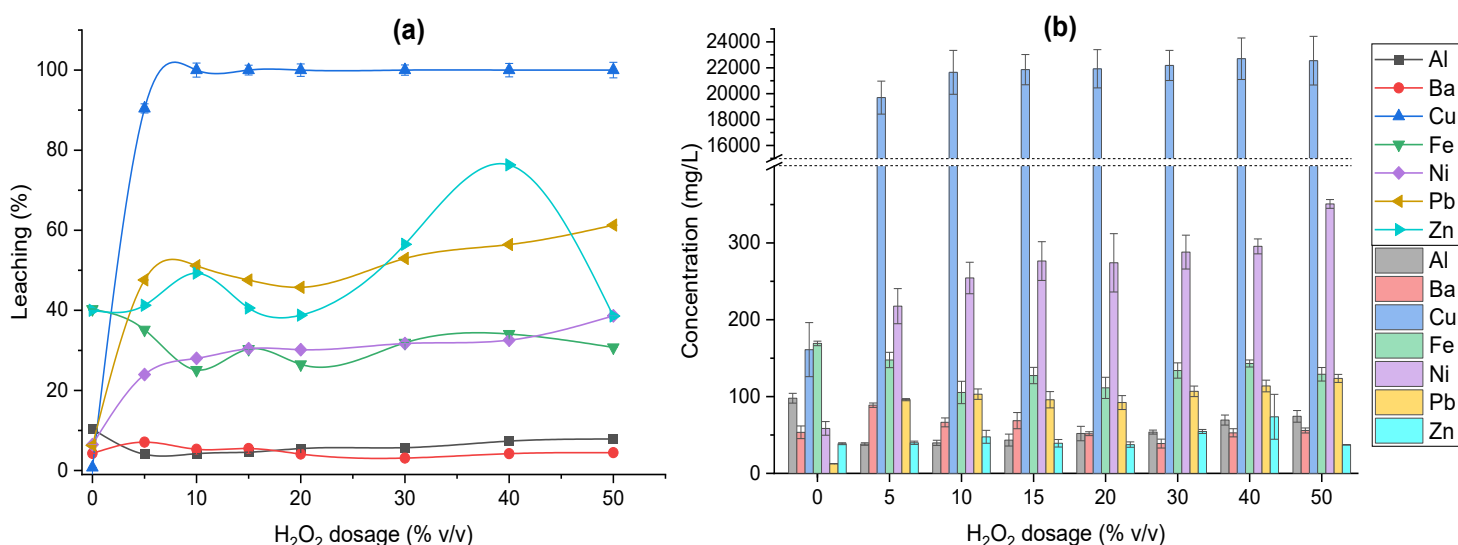 (a)
100
80
60
40
20
0
Leaching (%)
0 10 20 30 40 50
H₂O₂ dosage (% v/v)
(b)
24000
22000
20000
18000
16000
300
200
100
0
Concentration (mg/L)
0 5 10 15 20 30 40 50
H₂O₂ dosage (% v/v)
Al
Ba
Cu
Fe
Ni
Pb
Zn
Al
Ba
Cu
Fe
Ni
Pb
Zn